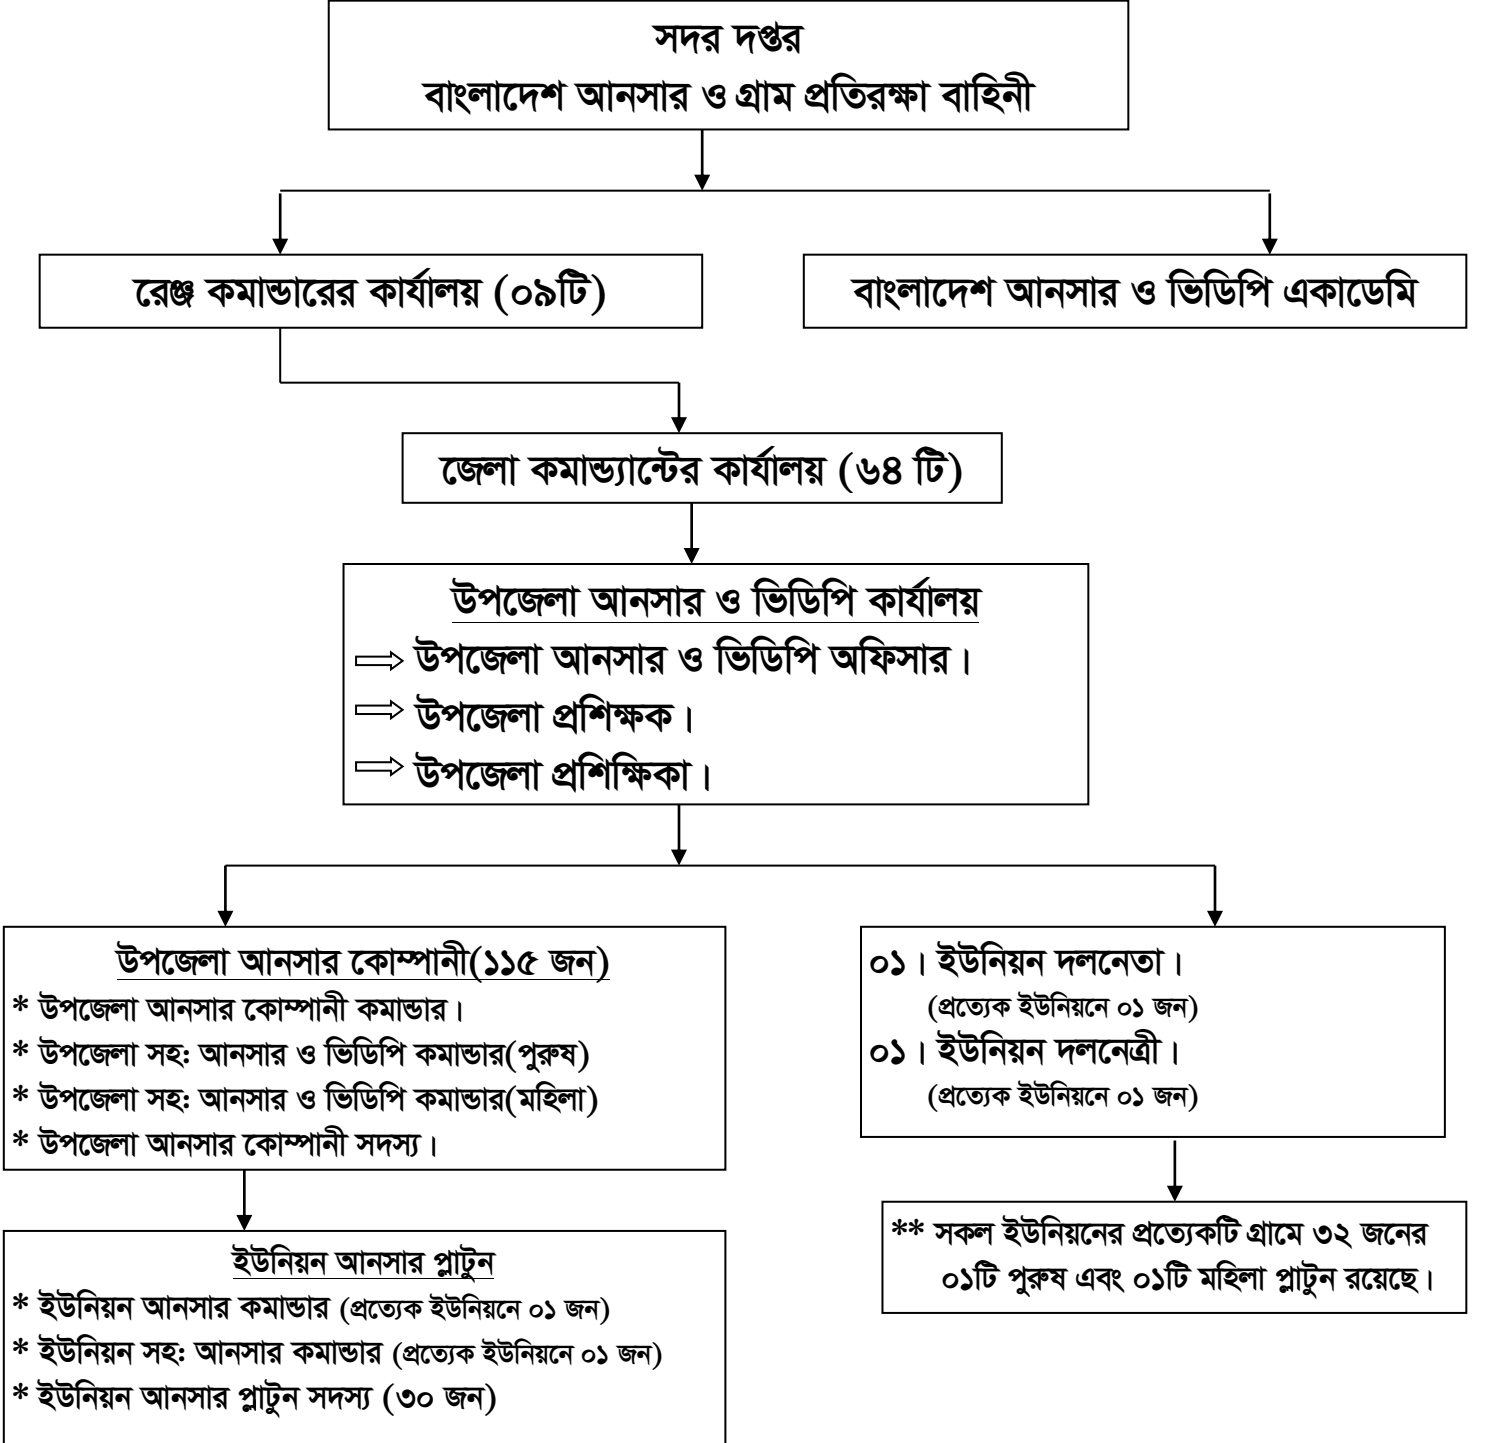 সদর দপ্তর
বাংলাদেশ আনসার ও গ্রাম প্রতিরক্ষা বাহিনী
রেঞ্জ কমান্ডারের কার্যালয় (০৯টি)
বাংলাদেশ আনসার ও ভিডিপি একাডেমি
জেলা কমান্ড্যান্টের কার্যালয় (৬৪ টি)
উপজেলা আনসার ও ভিডিপি কার্যালয়
উপজেলা আনসার ও ভিডিপি অফিসার।
উপজেলা প্রশিক্ষক।
উপজেলা প্রশিক্ষিকা।
উপজেলা আনসার কোম্পানী(১১৫ জন)
* উপজেলা আনসার কোম্পানী কমান্ডার।
* উপজেলা সহ: আনসার ও ভিডিপি কমান্ডার(পুরুষ)
* উপজেলা সহ: আনসার ও ভিডিপি কমান্ডার(মহিলা)
* উপজেলা আনসার কোম্পানী সদস্য।
০১। ইউনিয়ন দলনেতা।
(প্রত্যেক ইউনিয়নে ০১ জন)
০১। ইউনিয়ন দলনেত্রী।
(প্রত্যেক ইউনিয়নে ০১ জন)
ইউনিয়ন আনসার প্লাটুন
* ইউনিয়ন আনসার কমান্ডার (প্রত্যেক ইউনিয়নে ০১ জন)
* ইউনিয়ন সহ: আনসার কমান্ডার (প্রত্যেক ইউনিয়নে ০১ জন)
* ইউনিয়ন আনসার প্লাটুন সদস্য (৩০ জন)
** সকল ইউনিয়নের প্রত্যেকটি গ্রামে ৩২ জনের
০১টি পুরুষ এবং ০১টি মহিলা প্লাটুন রয়েছে।